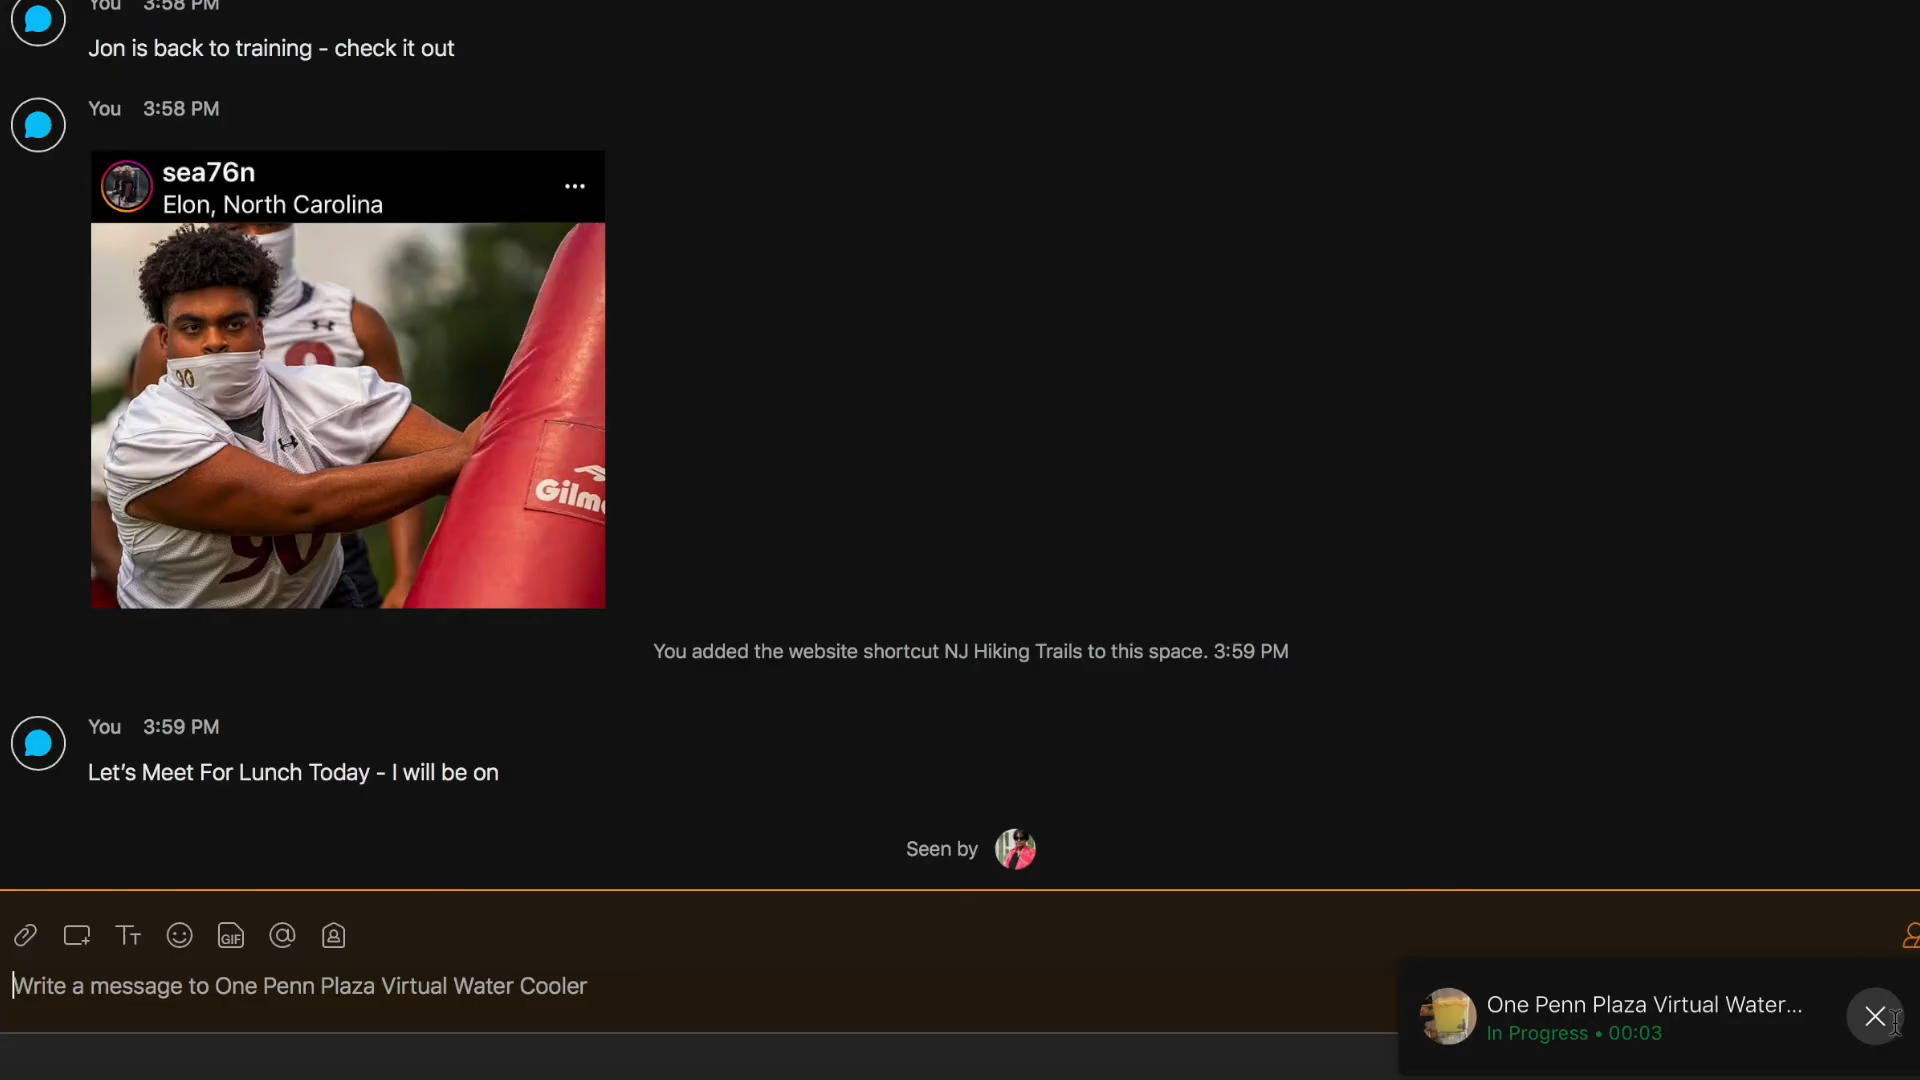 You 3:58 PM
Jon is back to training - check it out
You 3:58 PM
sea76n
Elon, North Carolina
90
90
You added the website shortcut NJ Hiking Trails to this space. 3:59 PM
You 3:59 PM
Let's Meet For Lunch Today - I will be on
Seen by
GIF
Write a message to One Penn Plaza Virtual Water Cooler
One Penn Plaza Virtual Water...
In Progress • 00:03